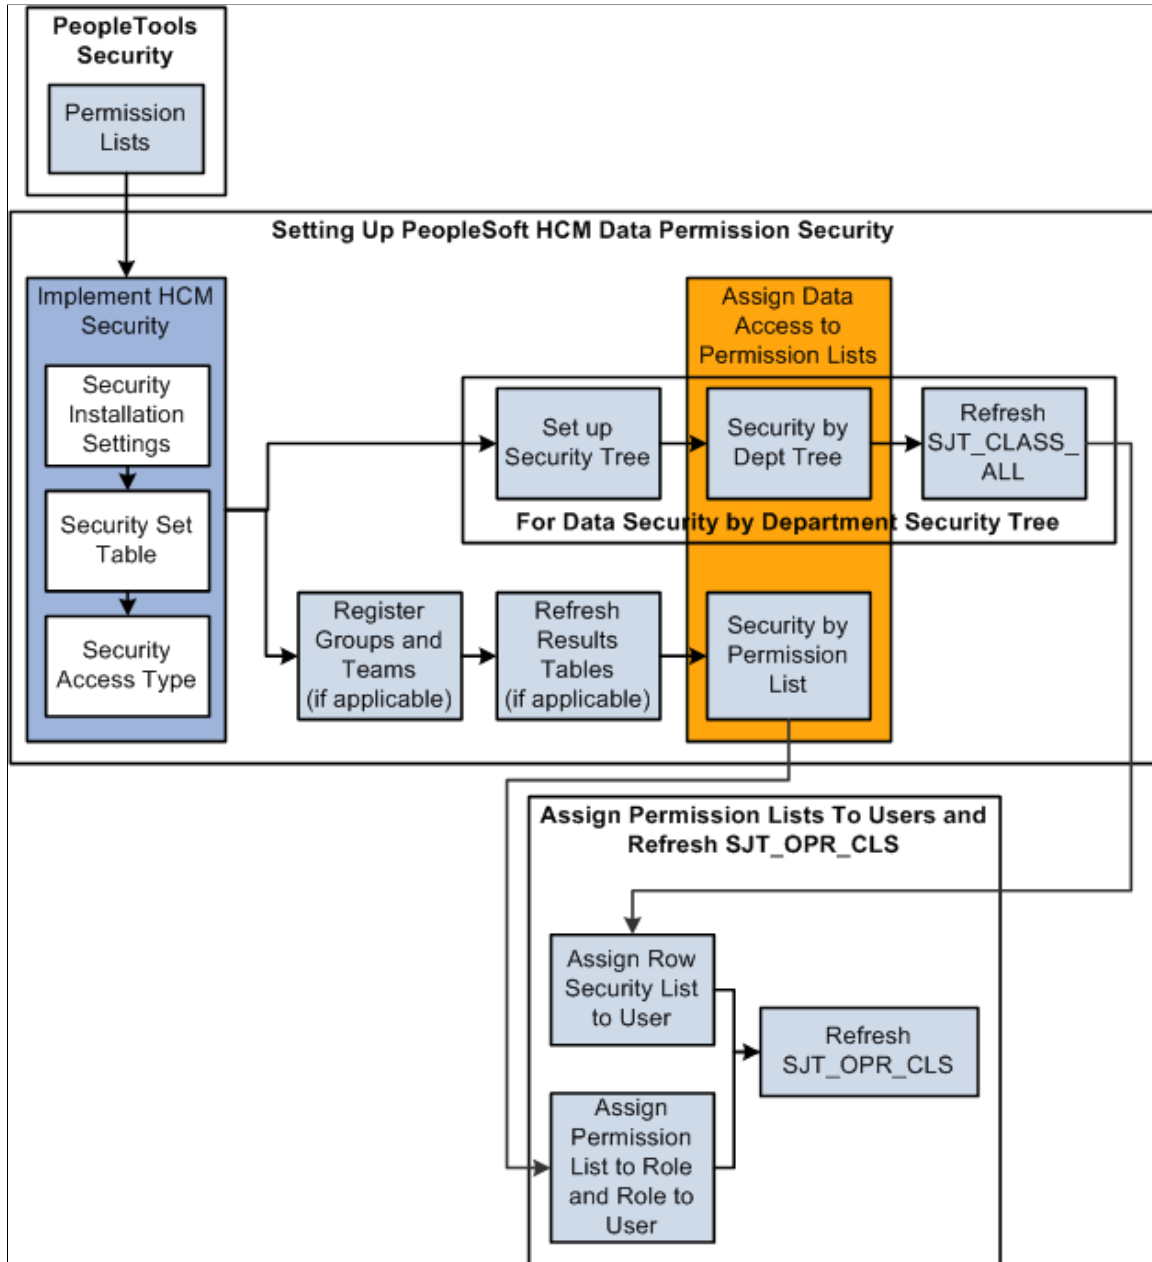 PeopleTools
Security
Permission
Lists
Setting Up PeopleSoft HCM Data Permission Security
Implement HCM
Security
Security
Installation
Settings
Security Set
Table
Security
Access Type
Assign Data
Access to
Permission Lists
Set up
Security Tree
Security by
Dept Tree
Refresh
SJT_CLASS_
ALL
For Data Security by Department Security Tree
Register
Groups and
Teams
(if applicable)
Refresh
Results
Tables
(if applicable)
Security by
Permission
List
Assign Permission Lists To Users and
Refresh SJT_OPR_CLS
Assign Row
Security List
to User
Refresh
SJT_OPR_CLS
Assign
Permission
List to Role
and Role to
User